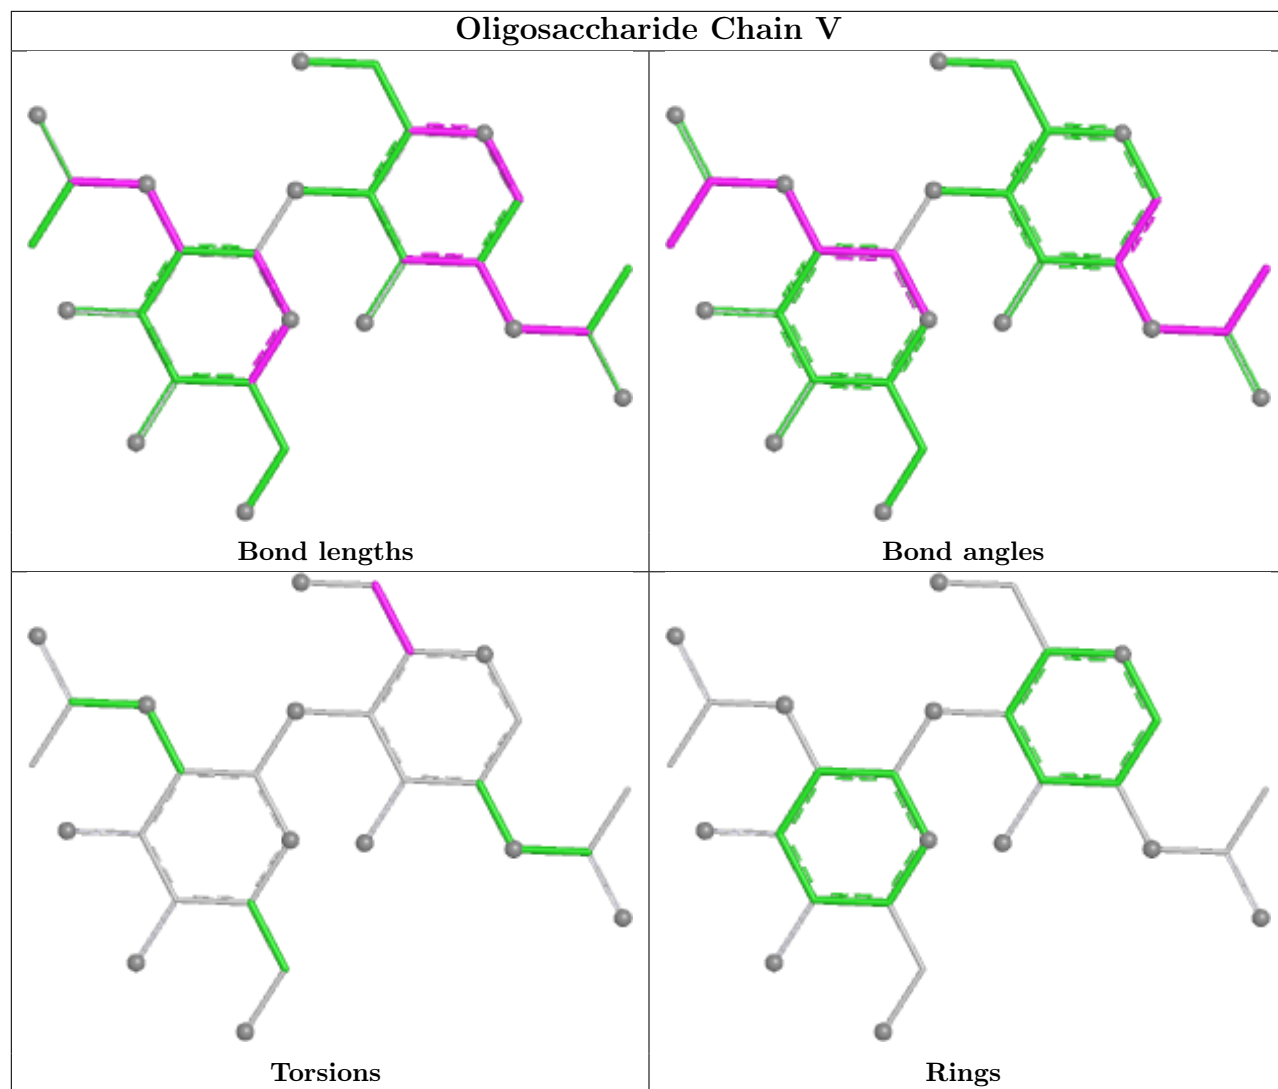 Oligosaccharide Chain V
Bond lengths
Bond angles
Torsions
Rings